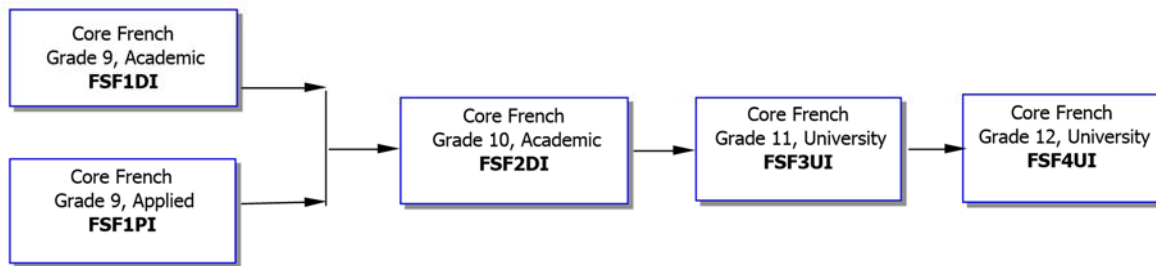 Core French
Grade 9, Academic
FSF1DI
Core French
Grade 9, Applied
FSF1PI
Core French
Grade 10, Academic
FSF2DI
Core French
Grade 11, University
FSF3UI
Core French
Grade 12, University
FSF4UI